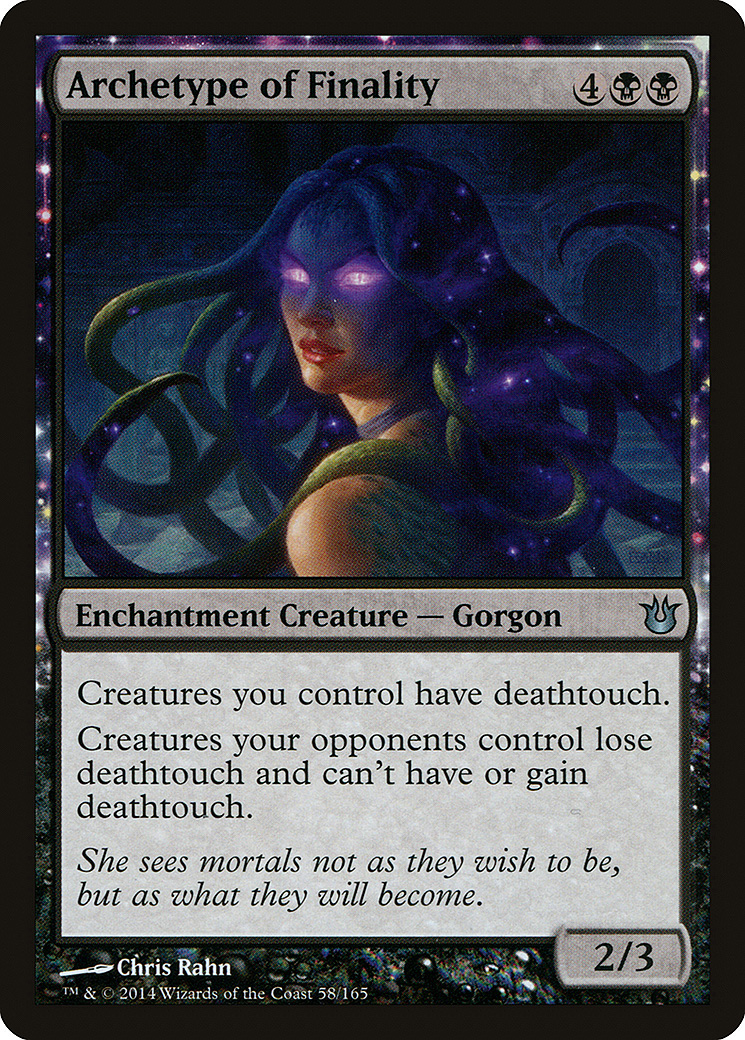 Archetype of Finality 4
Enchantment Creature — Gorgon
Creatures you control have deathtouch.
Creatures your opponents control lose
deathtouch and can't have or gain
deathtouch.
She sees mortals not as they wish to be,
but as what they will become.
2/3
Chris Rahn
™ & © 2014 Wizards of the Coast 58/165